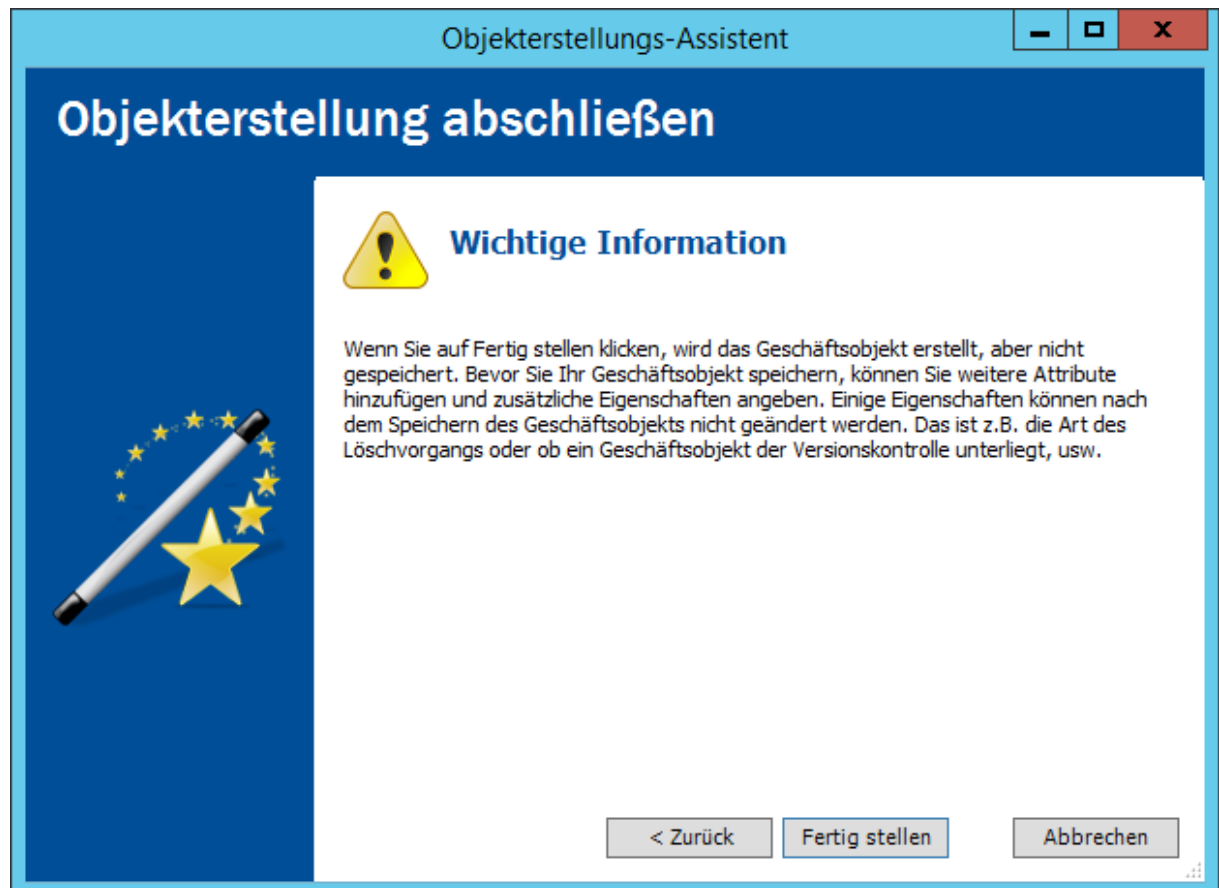 Objekterstellungs-Assistent
Objekterstellung abschließen
Wichtige Information
Wenn Sie auf Fertig stellen klicken, wird das Geschäftsobjekt erstellt, aber nicht
gespeichert. Bevor Sie Ihr Geschäftsobjekt speichern, können Sie weitere Attribute
hinzufügen und zusätzliche Eigenschaften angeben. Einige Eigenschaften können nach
dem Speichern des Geschäftsobjekts nicht geändert werden. Das ist z.B. die Art des
Löschvorgangs oder ob ein Geschäftsobjekt der Versionskontrolle unterliegt, usw.
< Zurück Fertig stellen Abbrechen